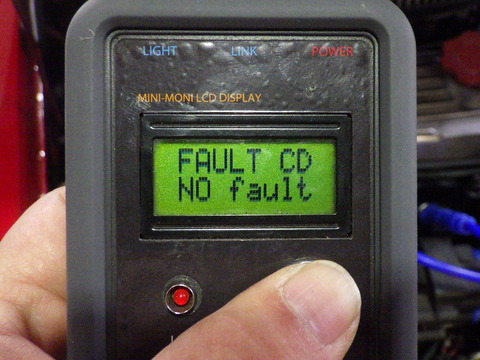 LIGHT LINK POWER
MINI-MONI LCD DISPLAY
FAULT CD
NO fault